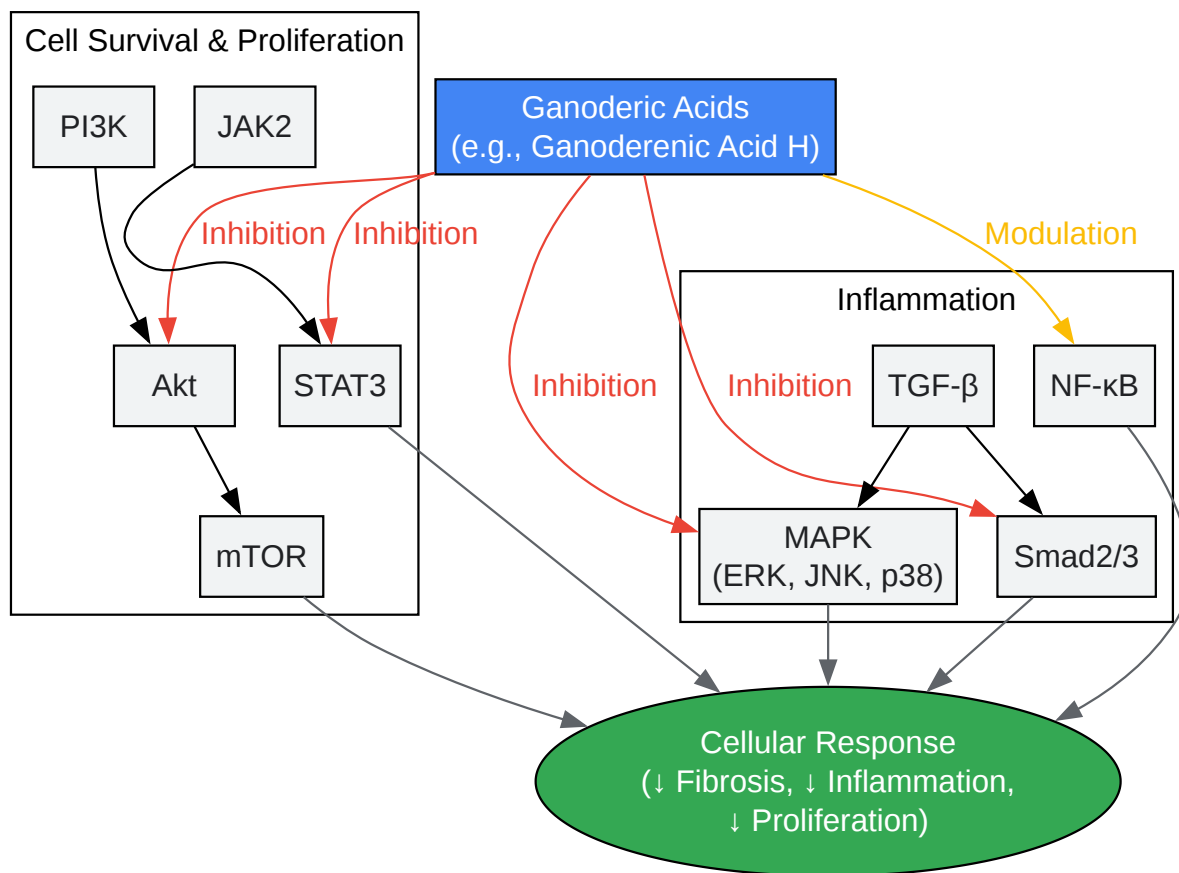 Cell Survival & Proliferation
PI3K
JAK2
Ganoderic Acids
(e.g., Ganoderenic Acid H)
Inhibition
Inhibition
Modulation
Inflammation
Akt
STAT3
Inhibition
Inhibition
TGF-β
NF-κB
mTOR
MAPK
(ERK, JNK, p38)
Smad2/3
Cellular Response
(↓ Fibrosis, ↓ Inflammation,
↓ Proliferation)